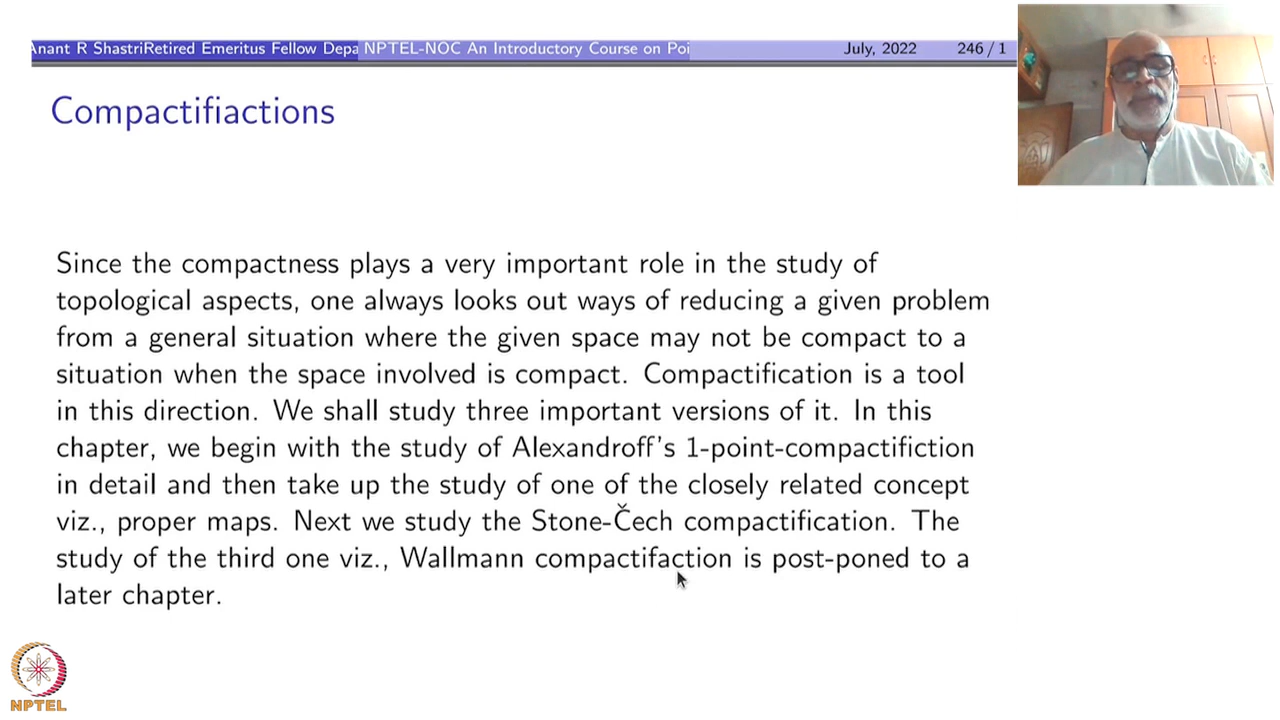 Anant R ShastriRetired Emeritus Fellow Depa NPTEL-NOC An Introductory Course on Poi July, 2022 246 / 1
Compactifiactions
Since the compactness plays a very important role in the study of
topological aspects, one always looks out ways of reducing a given problem
from a general situation where the given space may not be compact to a
situation when the space involved is compact. Compactification is a tool
in this direction. We shall study three important versions of it. In this
chapter, we begin with the study of Alexandroff's 1-point-compactifiction
in detail and then take up the study of one of the closely related concept
viz., proper maps. Next we study the Stone-Čech compactification. The
study of the third one viz., Wallmann compactifaction is post-poned to a
later chapter.
NPTEL